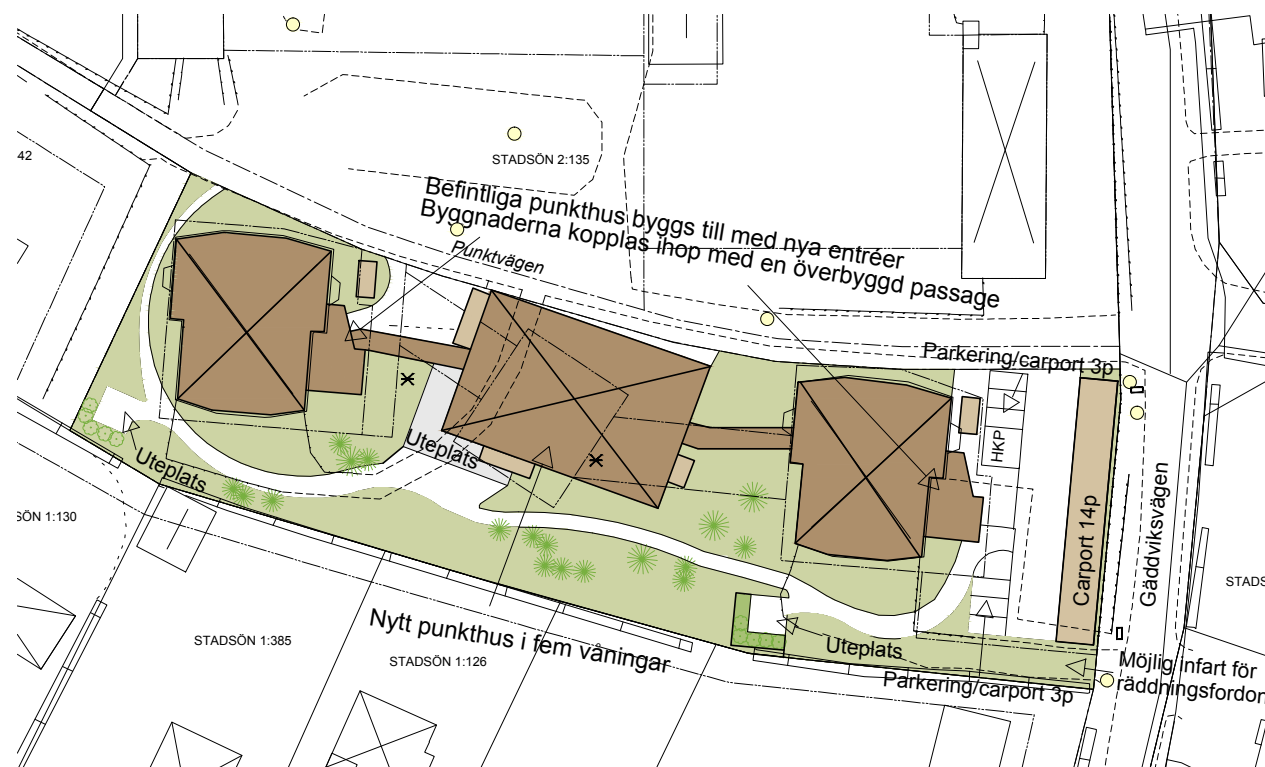 42
STADSÖN 2:135
Befintliga punkthus byggs till med nya entréer
Byggnaderna kopplas ihop med en överbyggd passage
Punktvägen
Parkering/carport 3p
HKP
Carport 14p
Gäddviksvägen
Uteplats
Uteplats
SÖN 1:130
STADS
STADSÖN 1:385
Nytt punkthus i fem våningar
STADSÖN 1:126
Uteplats
Möjlig infart för
räddningsfordon
Parkering/carport 3p